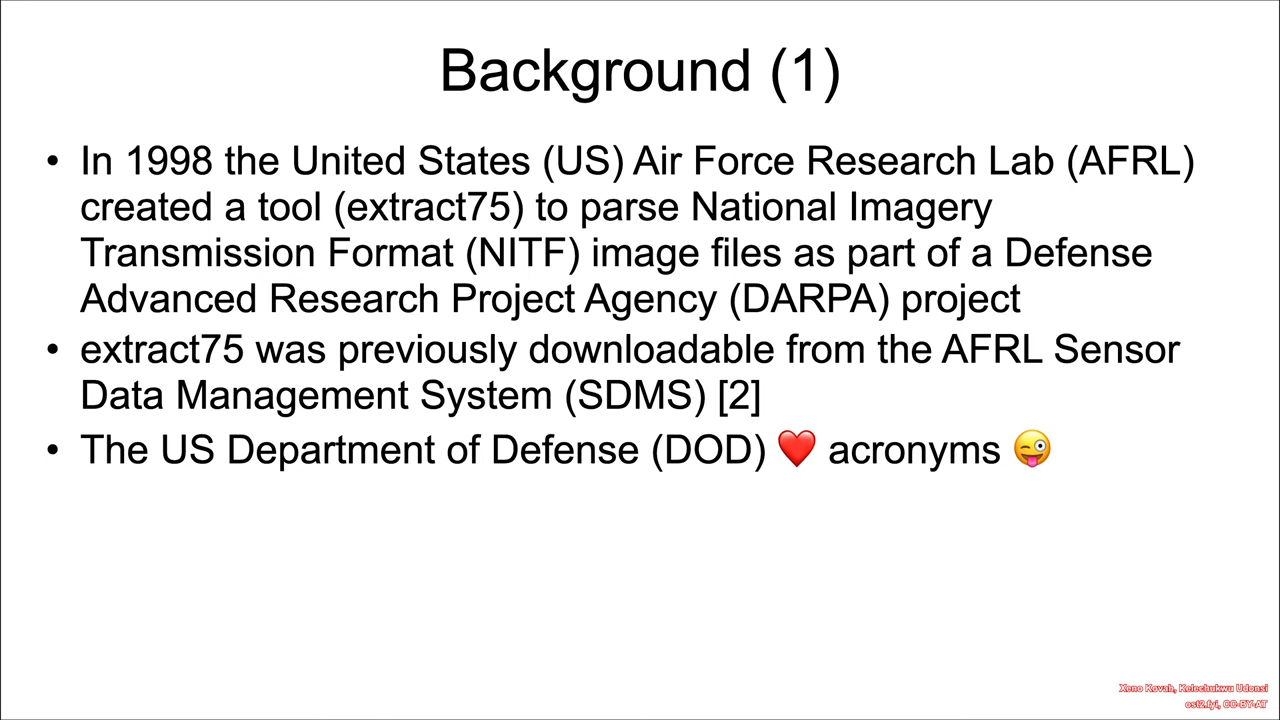 Background (1)
• In 1998 the United States (US) Air Force Research Lab (AFRL)
created a tool (extract75) to parse National Imagery
Transmission Format (NITF) image files as part of a Defense
Advanced Research Project Agency (DARPA) project
• extract75 was previously downloadable from the AFRL Sensor
Data Management System (SDMS) [2]
• The US Department of Defense (DOD) ❤️ acronyms 😜
Xeno Kovah, Kelechukwu Udonsi
ost2.fyi, CC-BY-AT